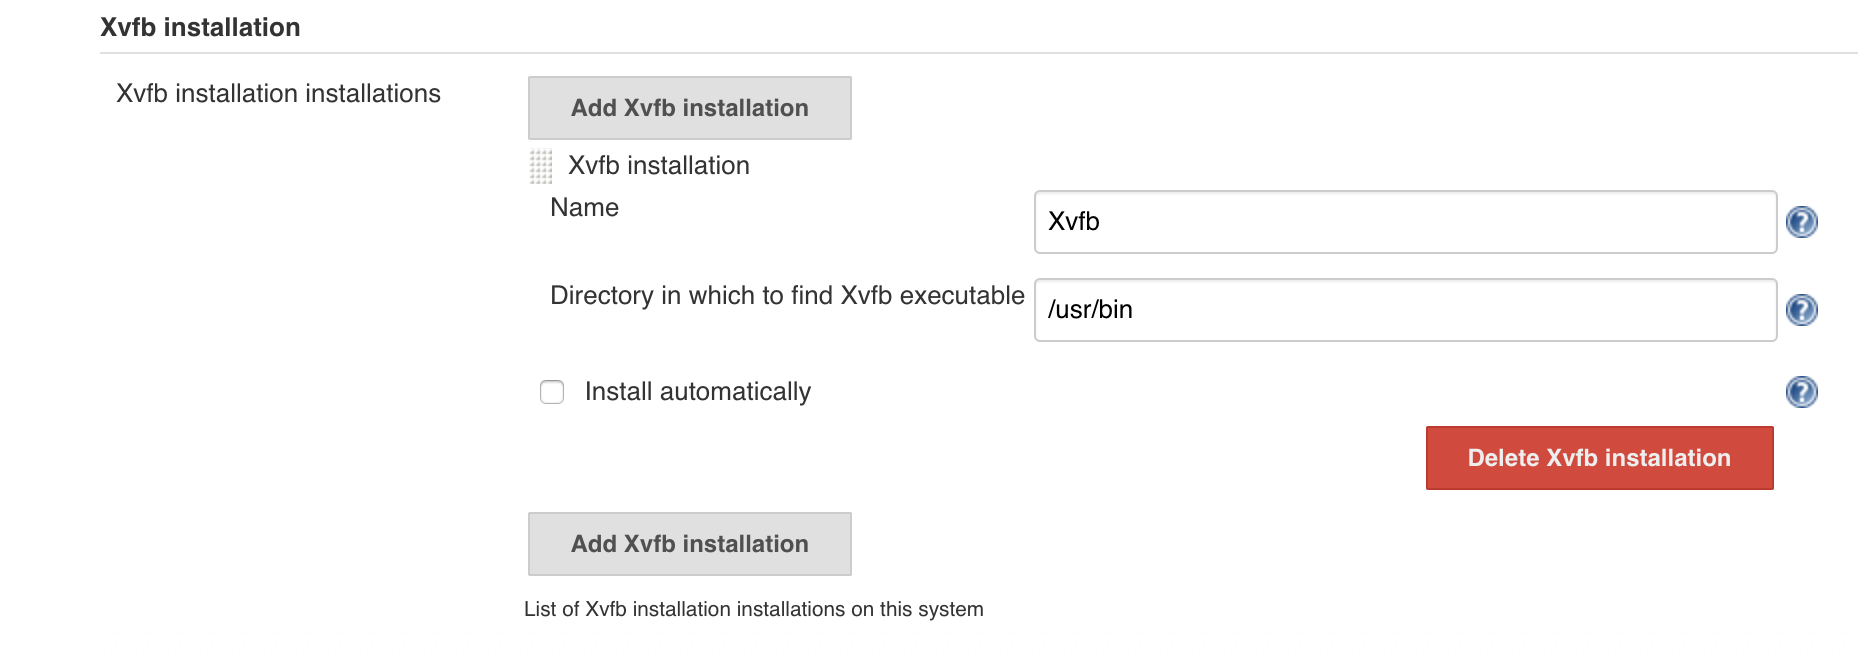 Xvfb installation
Xvfb installation installations
Add Xvfb installation
Xvfb installation
Name
Xvfb
?
Directory in which to find Xvfb executable
/usr/bin
?
Install automatically
?
Delete Xvfb installation
Add Xvfb installation
List of Xvfb installation installations on this system